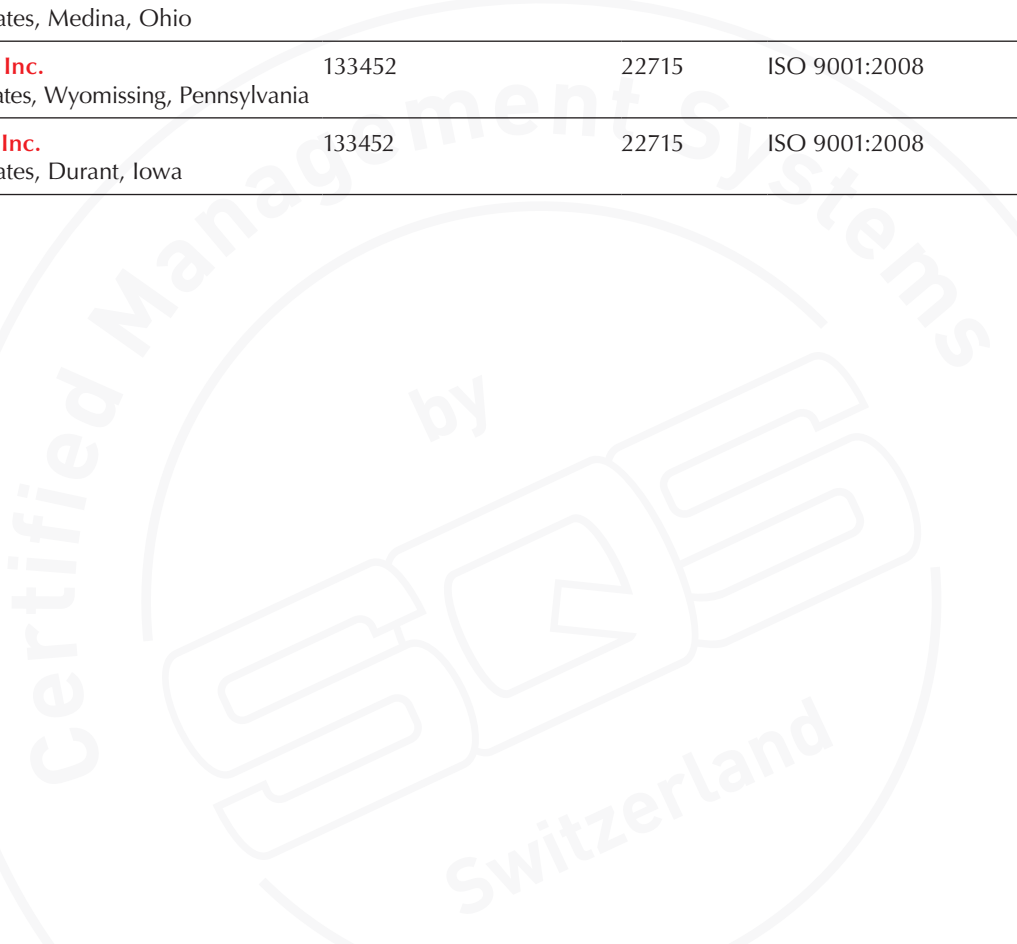 ates, Medina, Ohio
Inc. 133452 22715 ISO 9001:2008
ates, Wyomissing, Pennsylvania
Inc. 133452 22715 ISO 9001:2008
ates, Durant, Iowa
Certified Management Systems
by
SQS
Switzerland